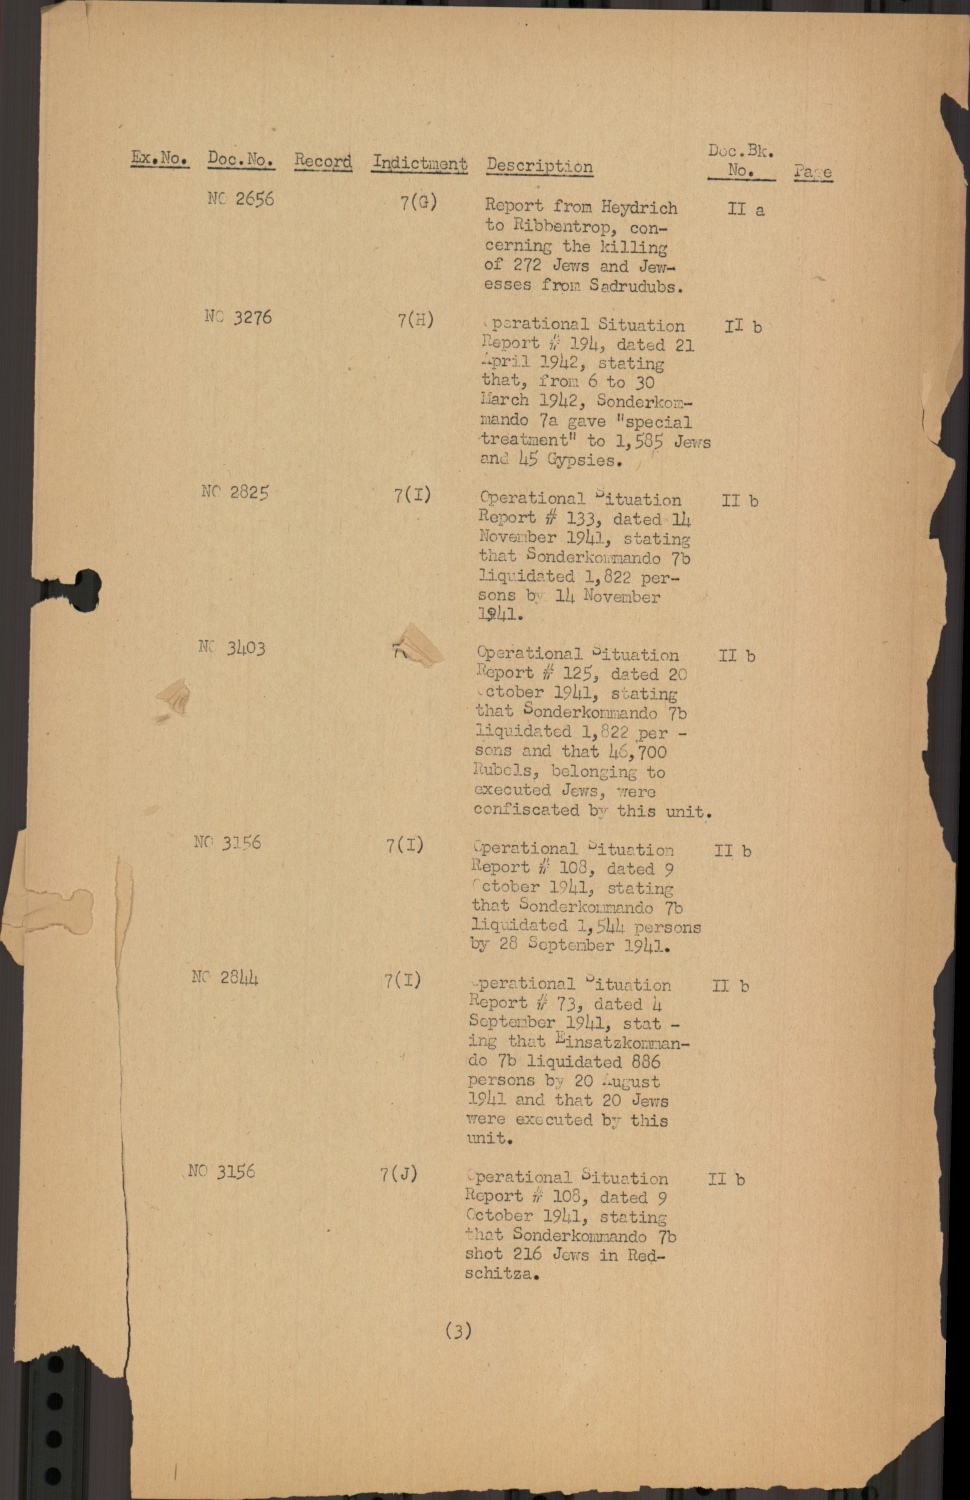 Ex.No. Doc.No. Record Indictment Description Doc.Bk. No. Page
NO 2656 7(G) Report from Heydrich II a
to Ribbentrop, con-
cerning the killing
of 272 Jews and Jew-
esses from Sadrudubs.
NO 3276 7(H) perational Situation II b
Report # 194, dated 21
April 1942, stating
that, from 6 to 30
March 1942, Sonderkom-
mando 7a gave "special
treatment" to 1,585 Jews
and 45 Gypsies.
NO 2825 7(I) Operational Situation II b
Report # 133, dated 14
November 1941, stating
that Sonderkommando 7b
liquidated 1,822 per-
sons by 14 November
1941.
NO 3403 Operational Situation II b
Report # 125, dated 20
ctober 1941, stating
that Sonderkommando 7b
liquidated 1,822 per -
sons and that 46,700
Rubels, belonging to
executed Jews, were
confiscated by this unit.
NO 3156 7(I) Operational Situation II b
Report # 108, dated 9
October 1941, stating
that Sonderkommando 7b
liquidated 1,544 persons
by 28 September 1941.
NO 2844 7(I) perational Situation II b
Report # 73, dated 4
September 1941, stat -
ing that Einsatzkomman-
do 7b liquidated 886
persons by 20 August
1941 and that 20 Jews
were executed by this
unit.
NO 3156 7(J) Operational Situation II b
Report # 108, dated 9
October 1941, stating
that Sonderkommando 7b
shot 216 Jews in Red-
schitza.
(3)